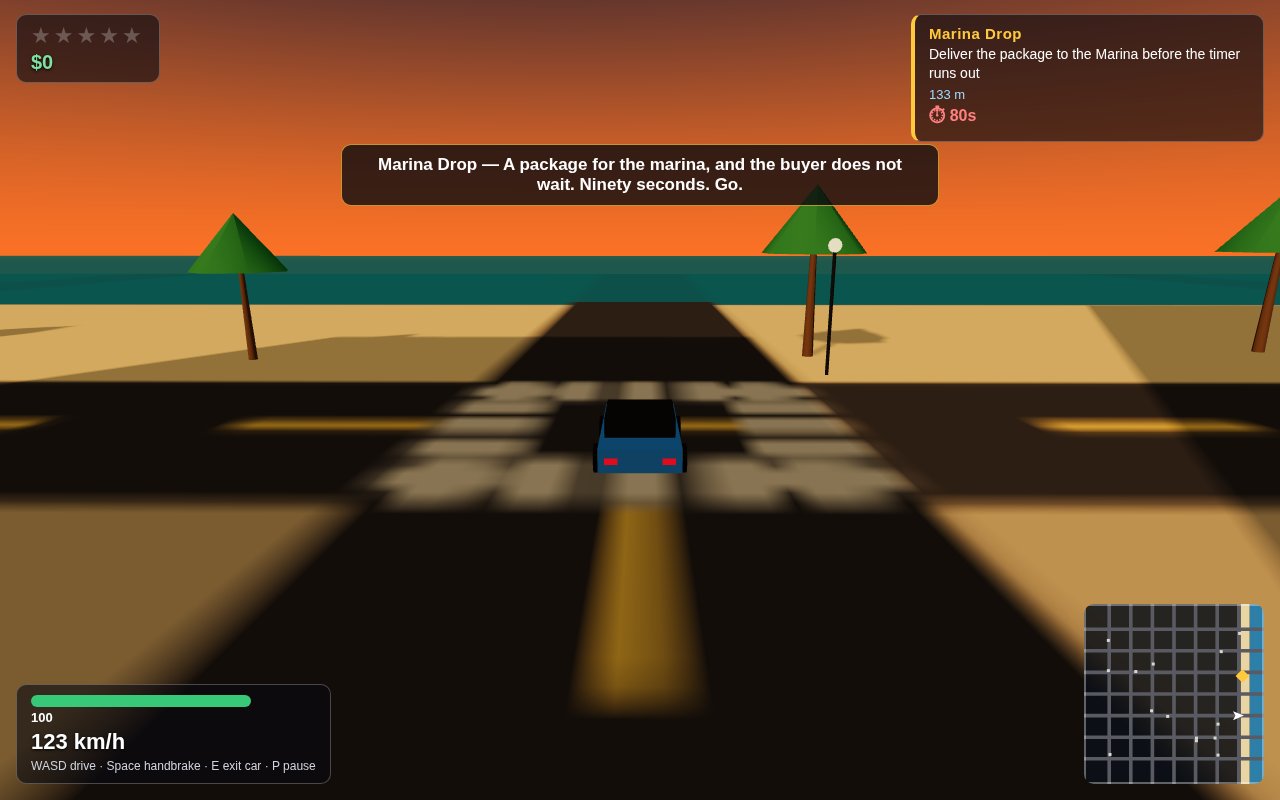 ★★★★★
$0
Marina Drop
Deliver the package to the Marina before the timer
runs out
133 m
⏱ 80s
Marina Drop — A package for the marina, and the buyer does not
wait. Ninety seconds. Go.
100
123 km/h
WASD drive · Space handbrake · E exit car · P pause